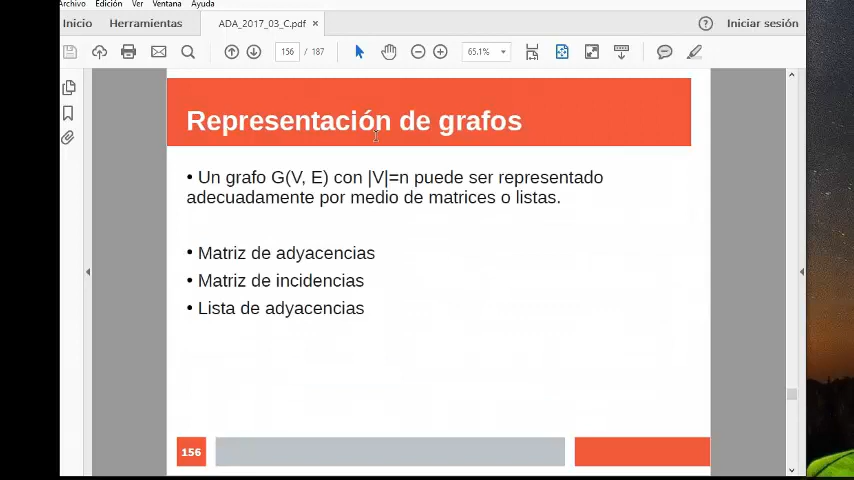 Archivo Edición Ver Ventana Ayuda
Inicio Herramientas ADA_2017_03_C.pdf × Iniciar sesión
156 / 187 65.1%
Representación de grafos
• Un grafo G(V, E) con |V|=n puede ser representado
adecuadamente por medio de matrices o listas.
• Matriz de adyacencias
• Matriz de incidencias
• Lista de adyacencias
156